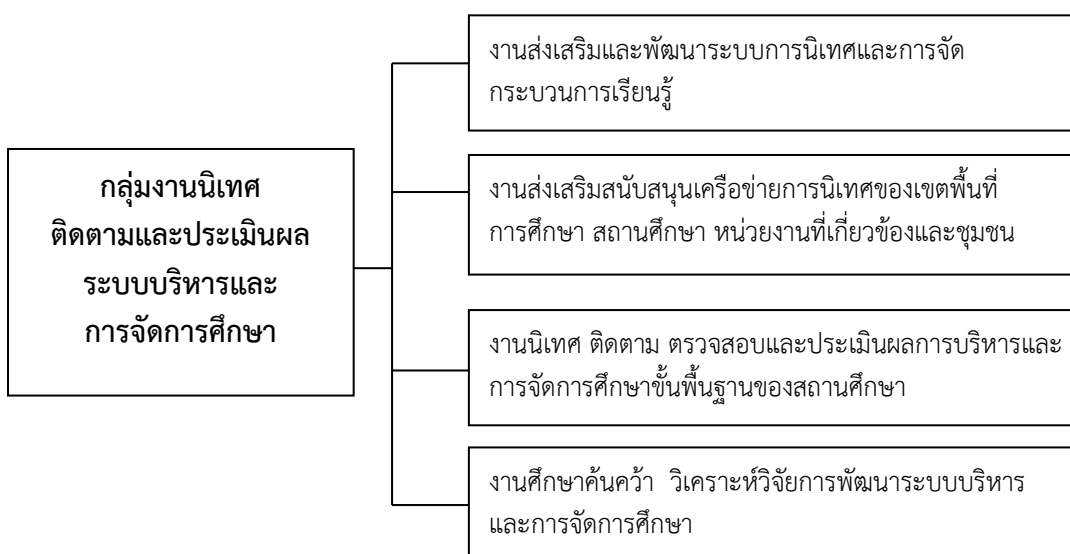 กลุ่มงานนิเทศ
ติดตามและประเมินผล
ระบบบริหารและ
การจัดการศึกษา
งานส่งเสริมและพัฒนาระบบการนิเทศและการจัด
กระบวนการเรียนรู้
งานส่งเสริมสนับสนุนเครือข่ายการนิเทศของเขตพื้นที่
การศึกษา สถานศึกษา หน่วยงานที่เกี่ยวข้องและชุมชน
งานนิเทศ ติดตาม ตรวจสอบและประเมินผลการบริหารและ
การจัดการศึกษาขั้นพื้นฐานของสถานศึกษา
งานศึกษาค้นคว้า วิเคราะห์วิจัยการพัฒนาระบบบริหาร
และการจัดการศึกษา